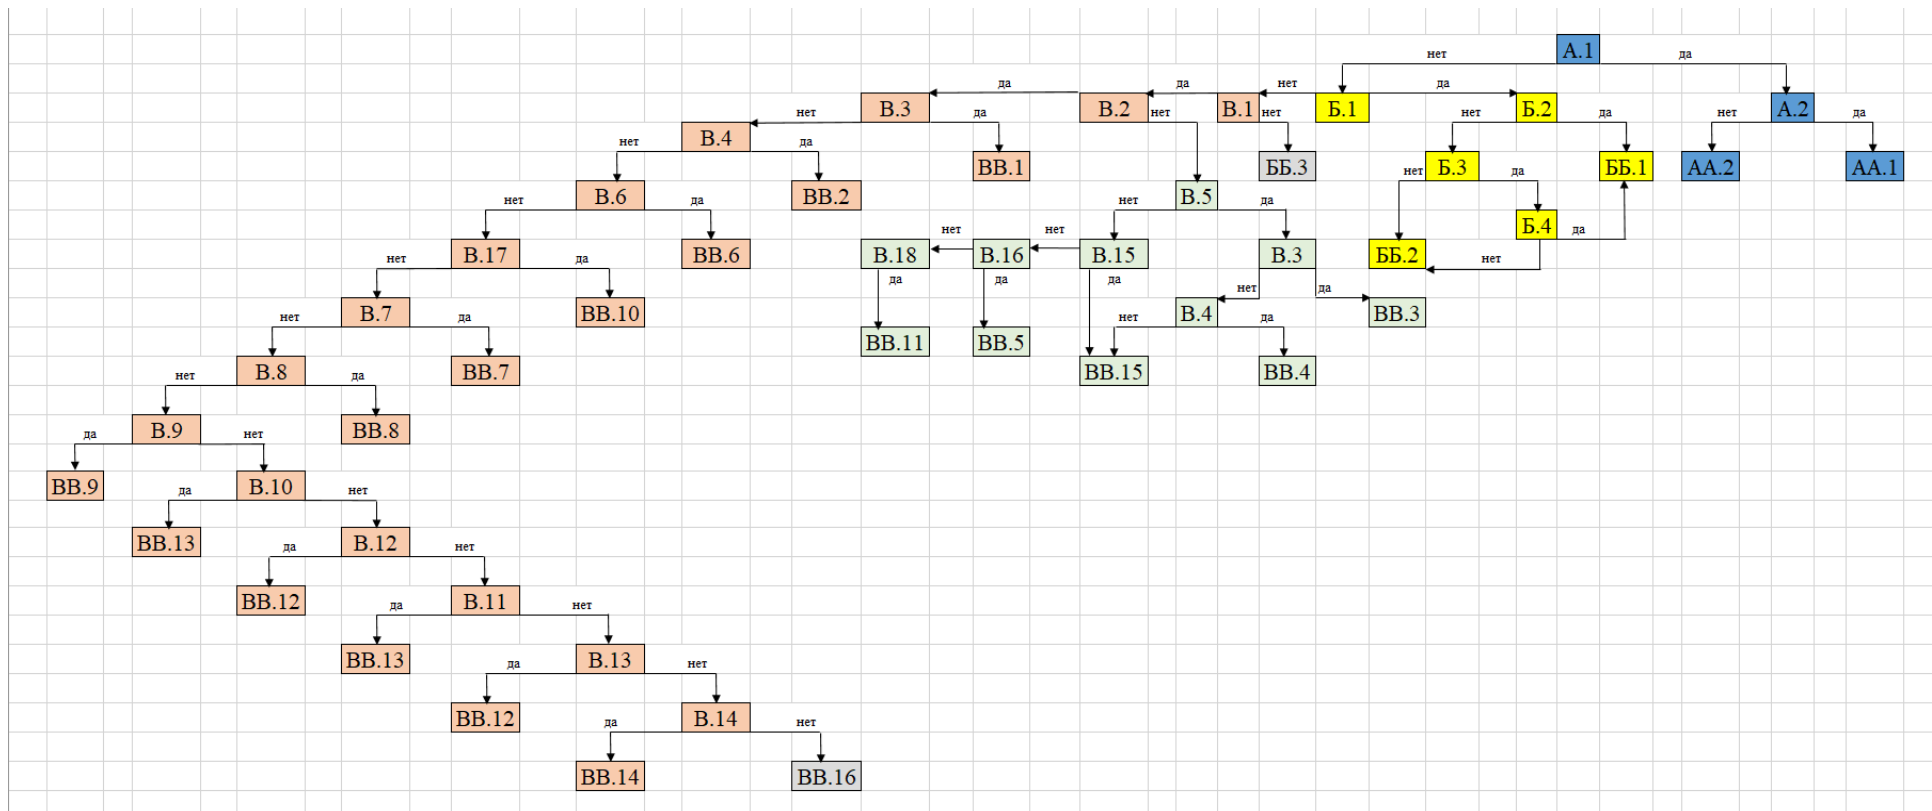 А.1
нет да
да да нет да
В.3 В.2 В.1 Б.1 Б.2 А.2
нет да нет нет нет да нет да
В.4 ВВ.1 ББ.3 Б.3 ББ.1 АА.2 АА.1
нет да нет да
В.6 ВВ.2 В.5
нет да нет да Б.4 да
В.17 ВВ.6 В.18 нет В.16 нет В.15 В.3 ББ.2 нет
нет да да да да нет да
В.7 ВВ.10 В.4 ВВ.3
нет да ВВ.11 ВВ.5 нет да
В.8 ВВ.7 ВВ.15 ВВ.4
нет да
В.9 ВВ.8
да нет
ВВ.9 В.10
да нет
ВВ.13 В.12
да нет
ВВ.12 В.11
да нет
ВВ.13 В.13
да нет
ВВ.12 В.14
да нет
ВВ.14 ВВ.16